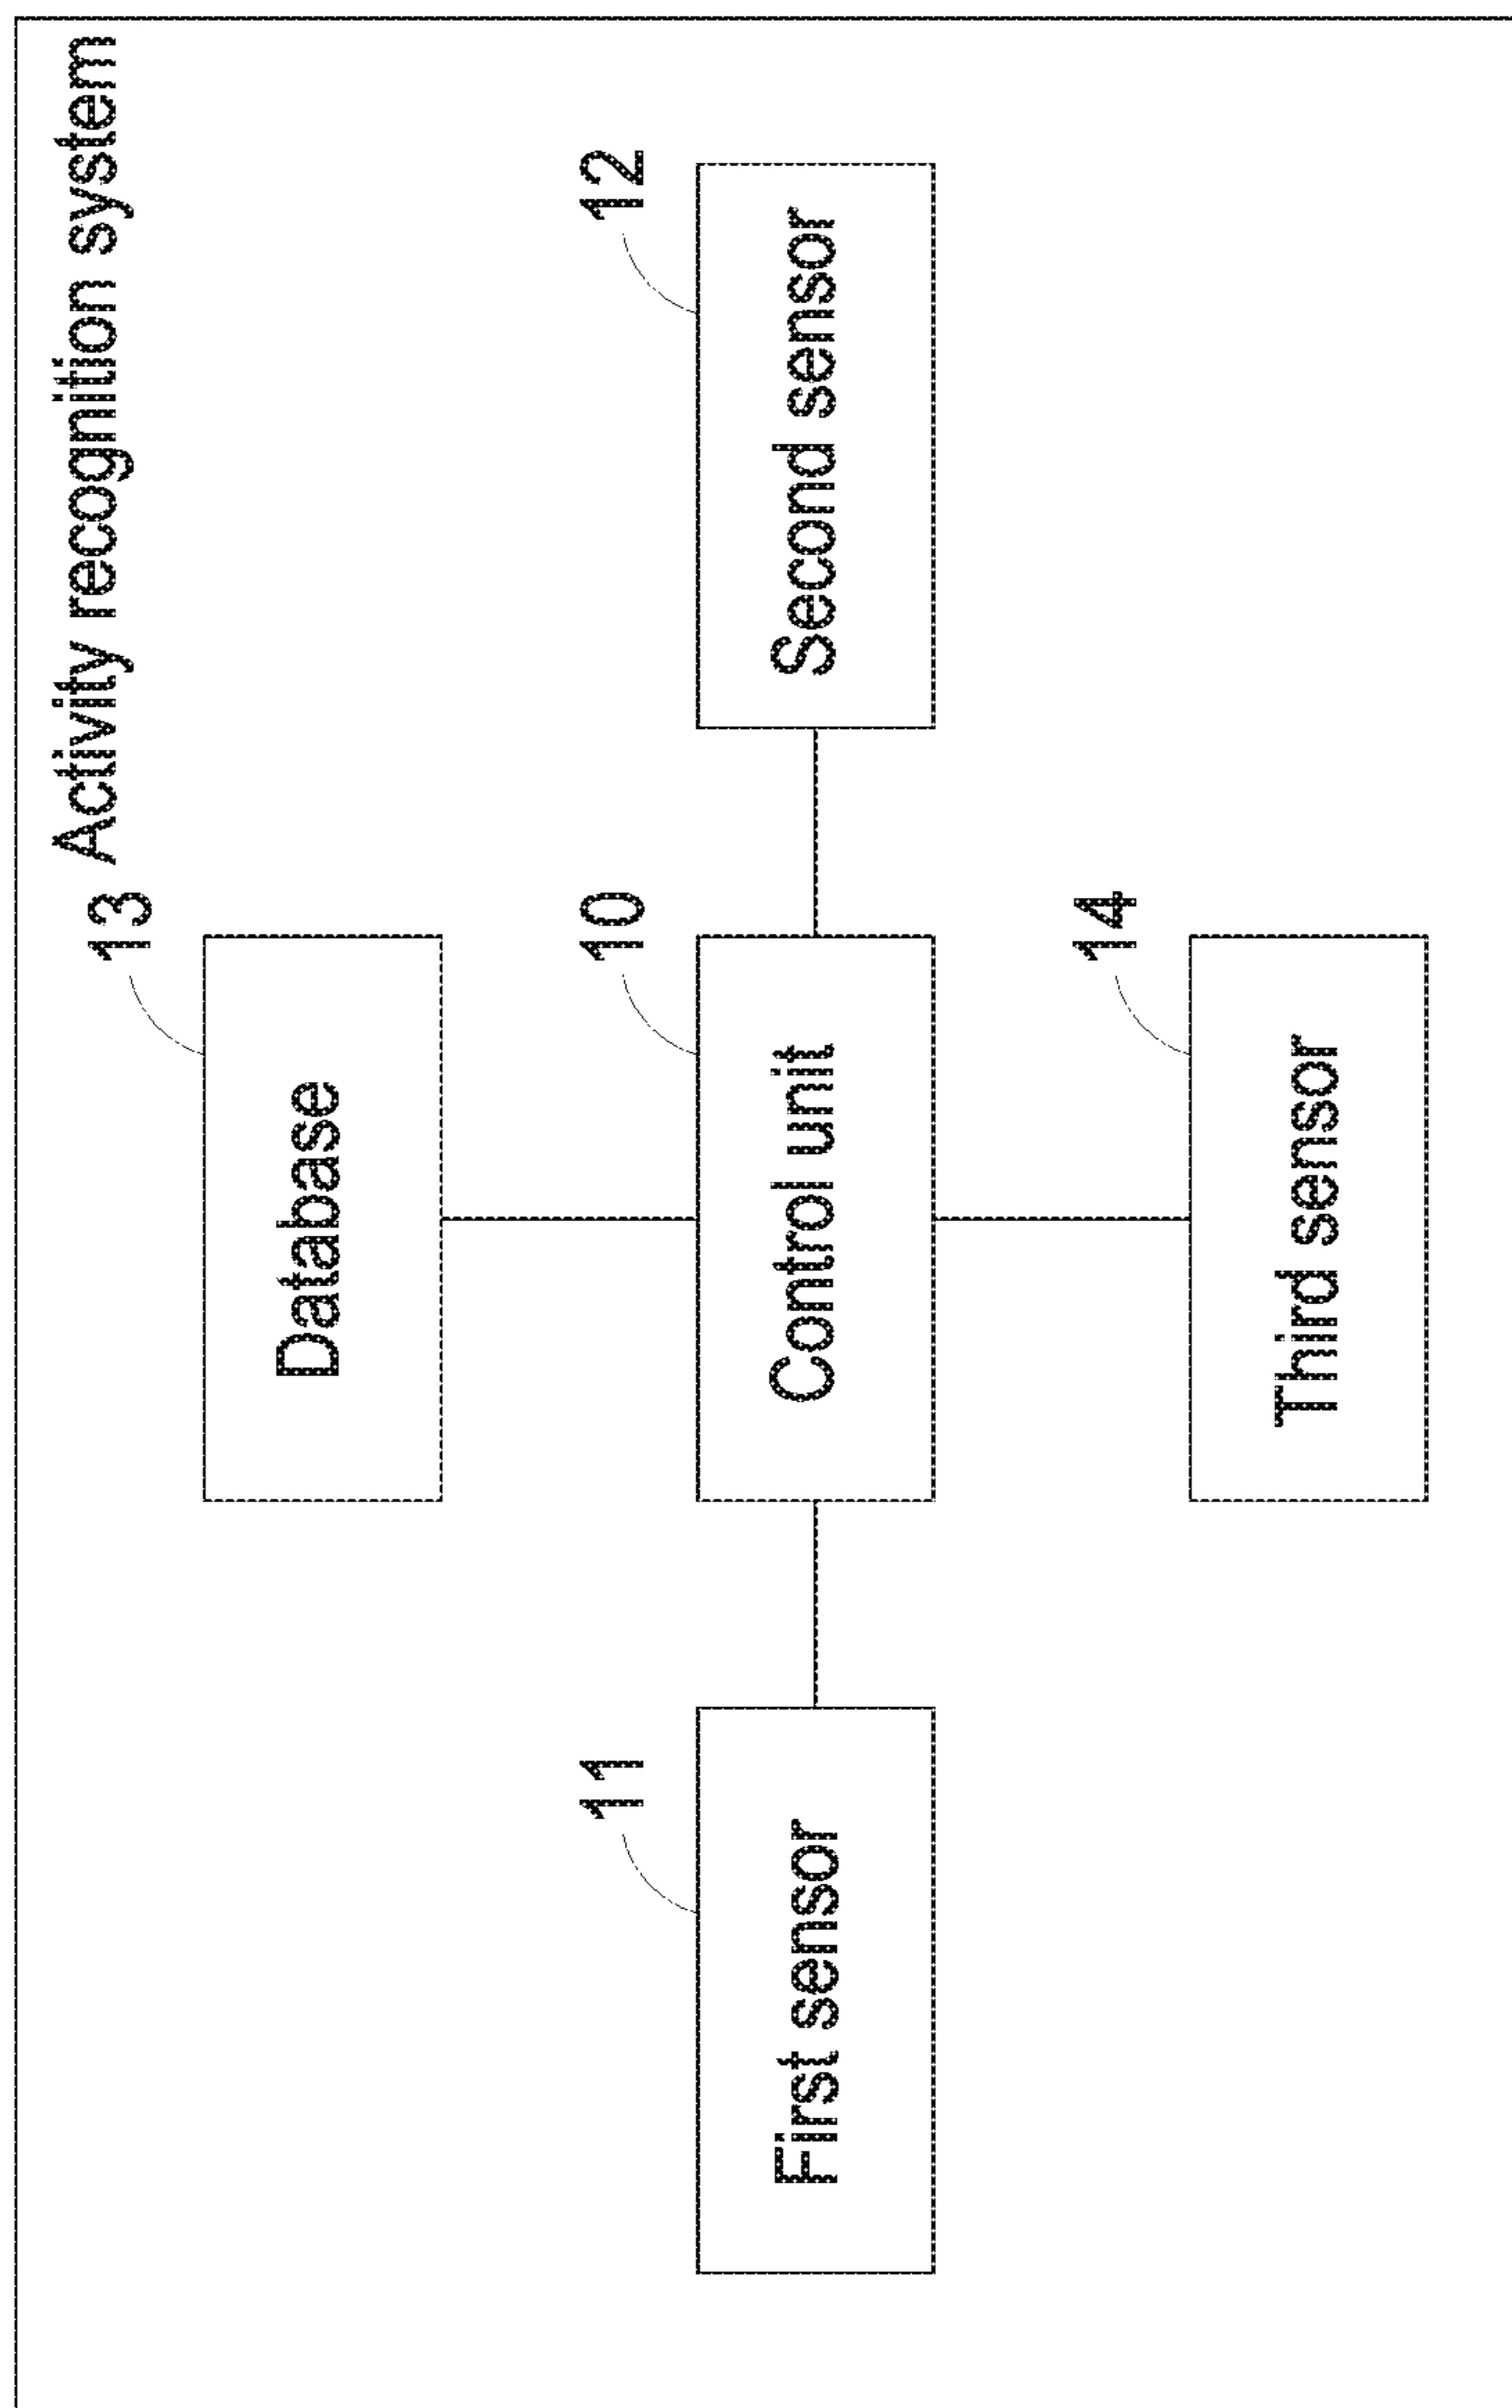 Activity recognition system
13
Database
11
First sensor
10
Control unit
12
Second sensor
14
Third sensor